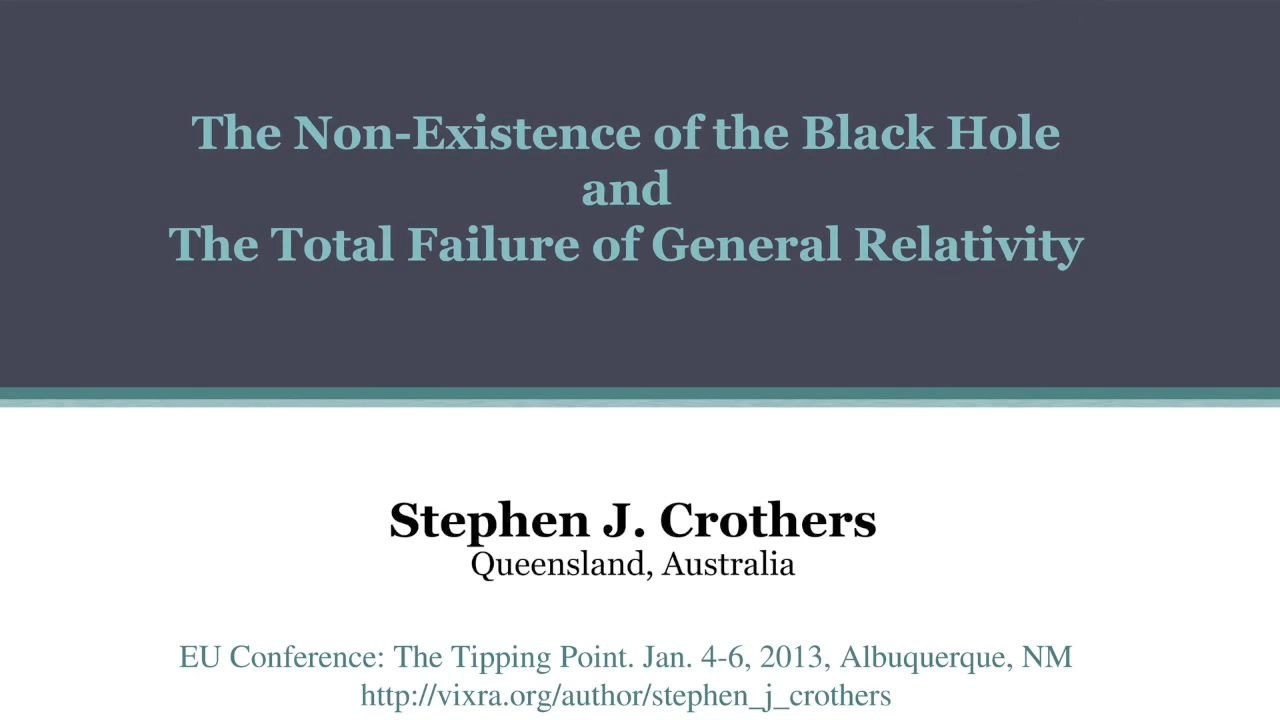 The Non-Existence of the Black Hole
and
The Total Failure of General Relativity
Stephen J. Crothers
Queensland, Australia
EU Conference: The Tipping Point. Jan. 4-6, 2013, Albuquerque, NM
http://vixra.org/author/stephen_j_crothers